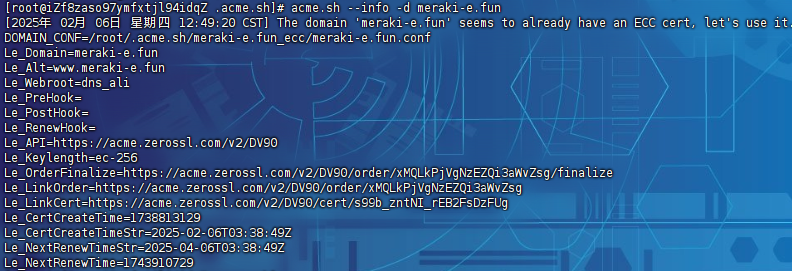 [root@iZf8zaso97ymfxtjl94idqZ .acme.sh]# acme.sh --info -d meraki-e.fun
[2025年 02月 06日 星期四 12:49:20 CST] The domain 'meraki-e.fun' seems to already have an ECC cert, let's use it.
DOMAIN_CONF=/root/.acme.sh/meraki-e.fun_ecc/meraki-e.fun.conf
Le_Domain=meraki-e.fun
Le_Alt=www.meraki-e.fun
Le_Webroot=dns_ali
Le_PreHook=
Le_PostHook=
Le_RenewHook=
Le_API=https://acme.zerossl.com/v2/DV90
Le_Keylength=ec-256
Le_OrderFinalize=https://acme.zerossl.com/v2/DV90/order/xMQLkPjVgNzEZQi3aWvZsg/finalize
Le_LinkOrder=https://acme.zerossl.com/v2/DV90/order/xMQLkPjVgNzEZQi3aWvZsg
Le_LinkCert=https://acme.zerossl.com/v2/DV90/cert/s99b_zntNI_rEB2FsDzFUg
Le_CertCreateTime=1738813129
Le_CertCreateTimeStr=2025-02-06T03:38:49Z
Le_NextRenewTimeStr=2025-04-06T03:38:49Z
Le_NextRenewTime=1743910729